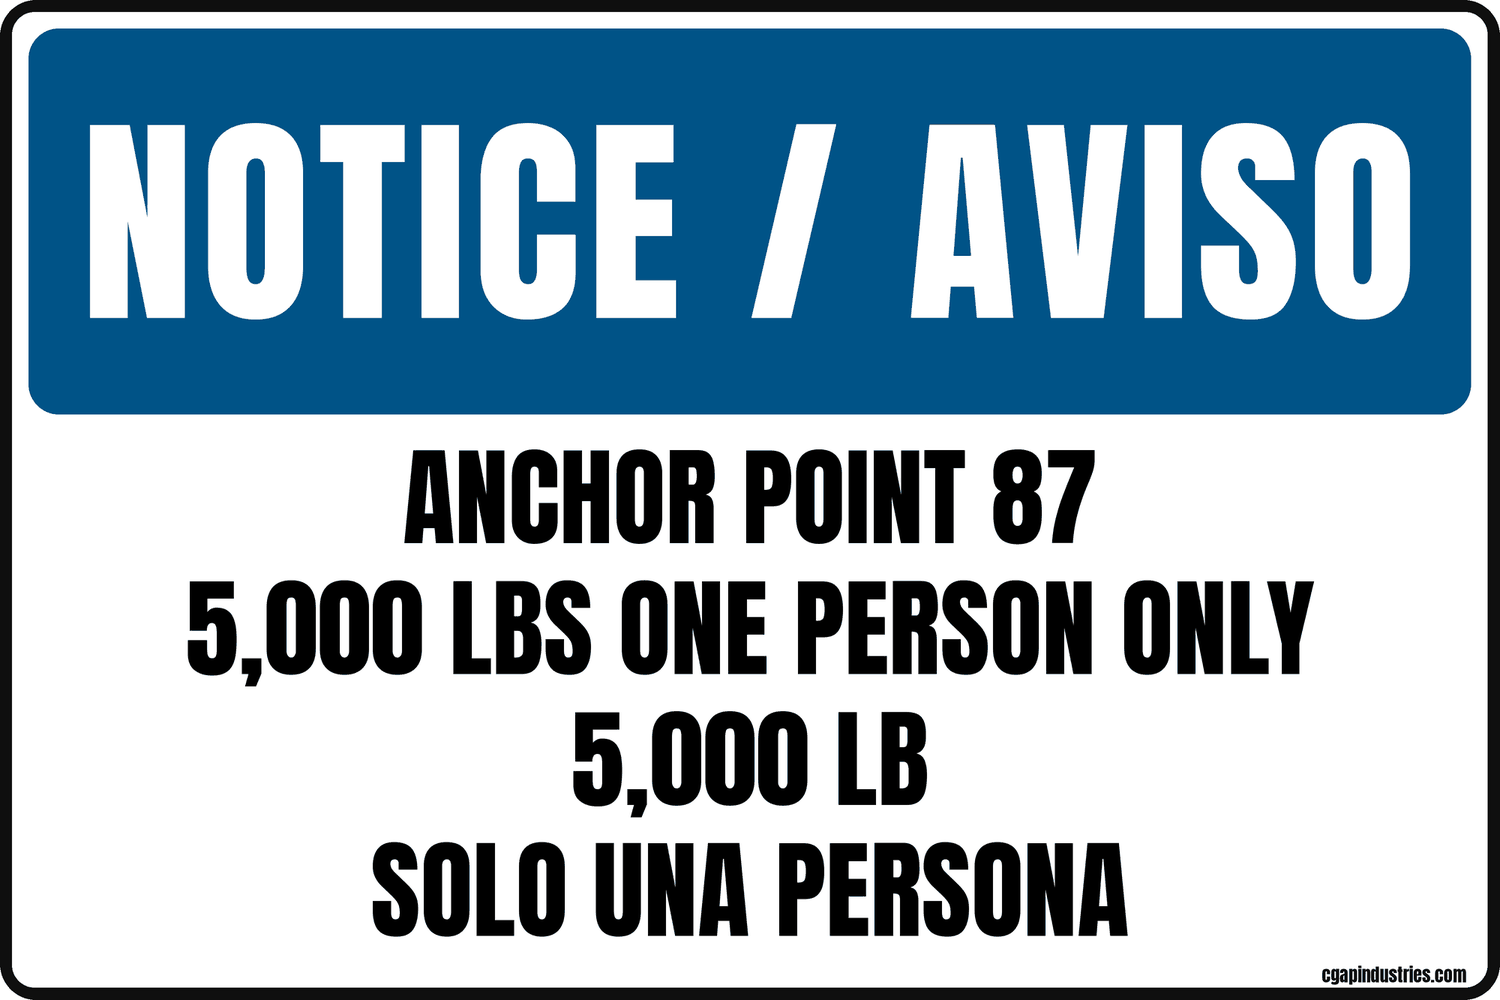 NOTICE / AVISO
ANCHOR POINT 87
5,000 LBS ONE PERSON ONLY
5,000 LB
SOLO UNA PERSONA
cgapindustries.com